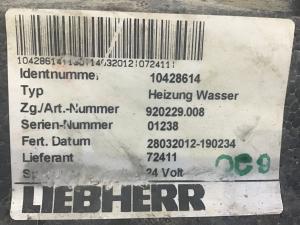 Identnummer 10428614
Typ Heizung Wasser
Zg./Art.-Nummer 920229.008
Serien-Nummer 01238
Fert. Datum 28032012-190234
Lieferant 72411
24 Volt
OC9
LIEBHERR